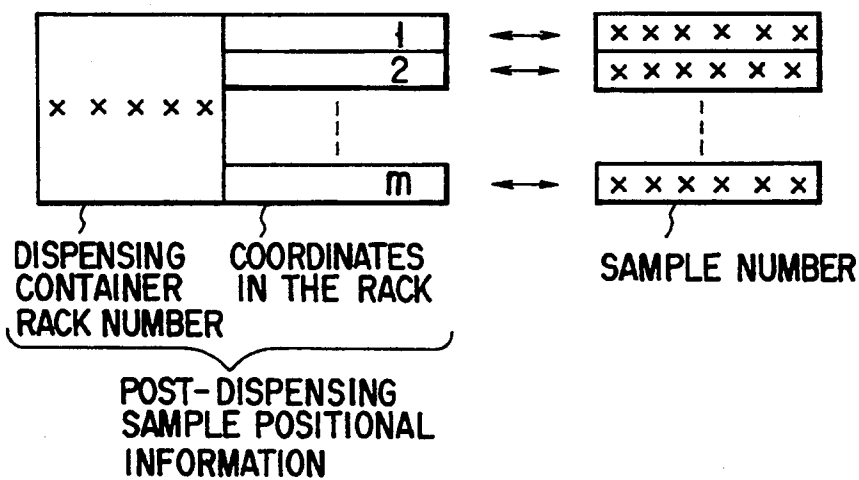 1 × × × × × ×
2 × × × × × ×
× × × × ×
m × × × × × ×
DISPENSING
CONTAINER
RACK NUMBER
COORDINATES
IN THE RACK
SAMPLE NUMBER
POST-DISPENSING
SAMPLE POSITIONAL
INFORMATION